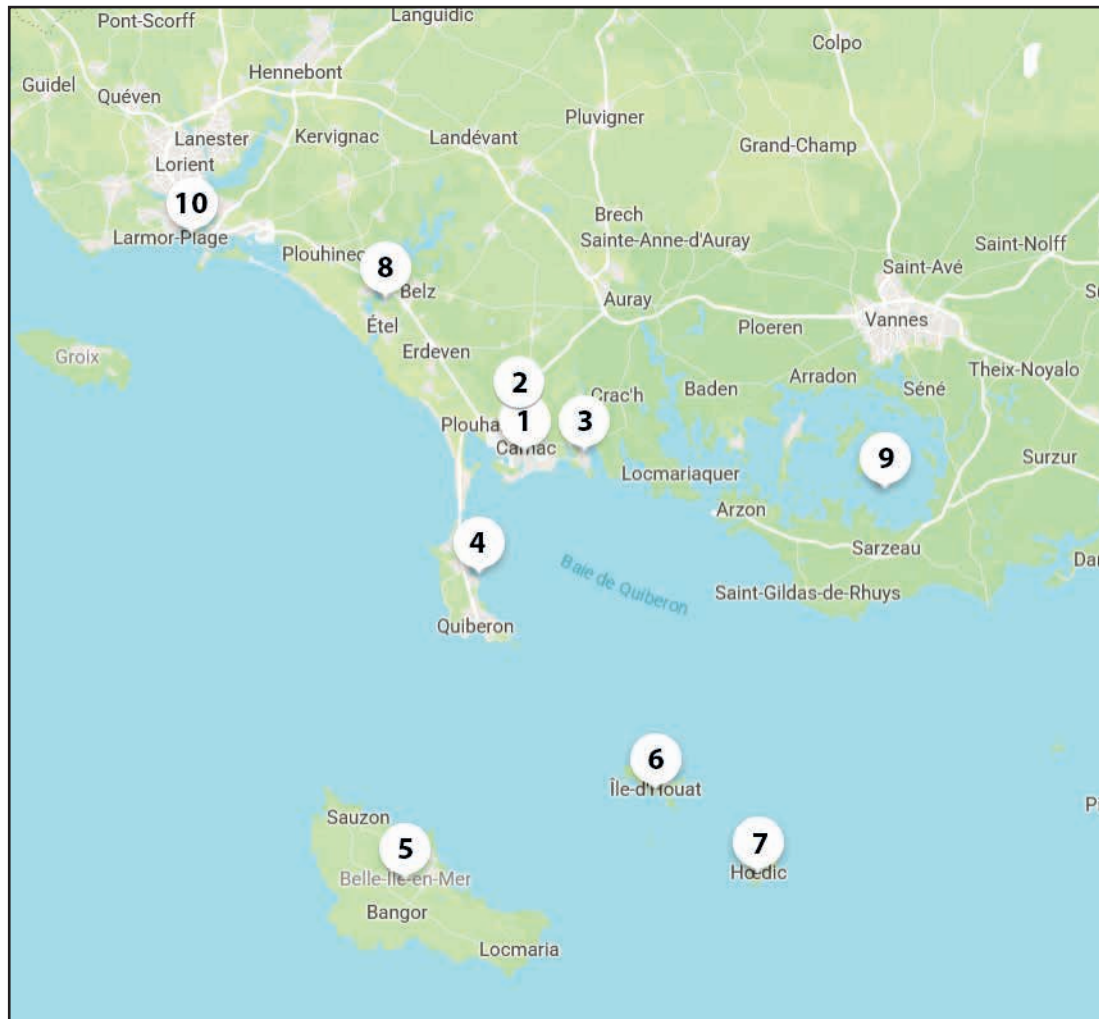 Pont-Scorff
Languidic
Colpo
Guidel
Hennebont
Quéven
Pluvigner
Lanester
Kervignac
Landévant
Grand-Champ
Lorient
10
Larmor-Plage
Brech
Sainte-Anne-d'Auray
Saint-Nolff
Plouhinec
8
Belz
Saint-Avé
Auray
Étel
Ploeren
Vannes
Groix
Erdeven
2
Crac'h
Baden
Arradon
Séné
Theix-Noyalo
Plouha
1
3
Carnac
9
Locmariaquer
Surzur
Arzon
4
Sarzeau
Baie de Quiberon
Saint-Gildas-de-Rhuys
Quiberon
6
Île-d'Houat
Sauzon
5
7
Belle-Île-en-Mer
Hœdic
Bangor
Locmaria